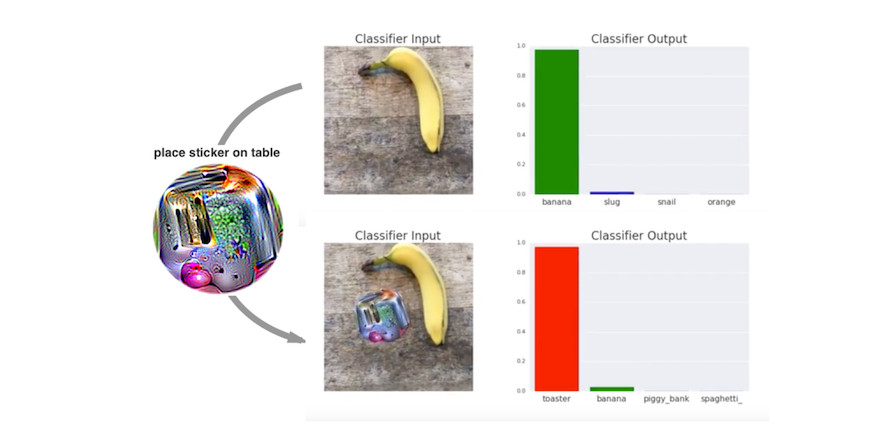 Classifier Input
Classifier Output
1.0
0.8
0.6
0.4
0.2
0.0
banana slug snail orange
place sticker on table
Classifier Input
Classifier Output
1.0
0.8
0.6
0.4
0.2
0.0
toaster banana piggy_bank spaghetti_